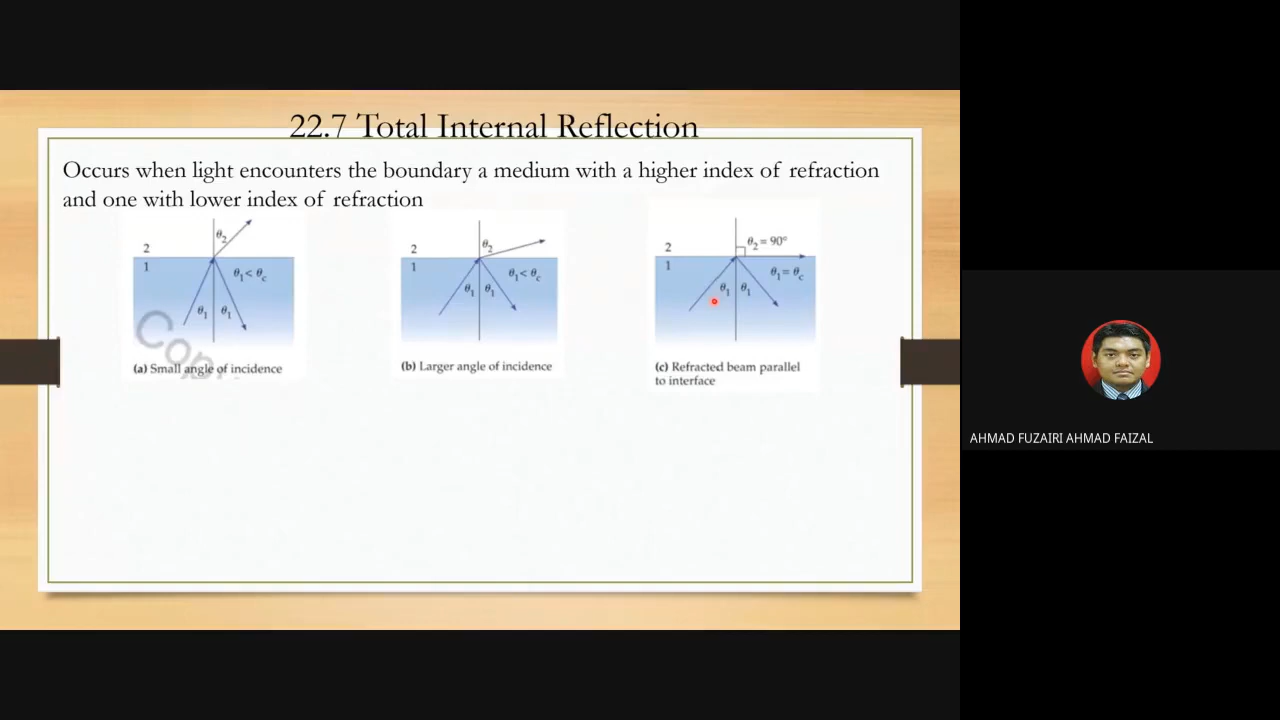 22.7 Total Internal Reflection
Occurs when light encounters the boundary a medium with a higher index of refraction
and one with lower index of refraction
θ₂
2
1
θ₁ < θc
θ₁ θ₁
Cop
(a) Small angle of incidence
2
θ₂
1
θ₁ < θc
θ₁ θ₁
(b) Larger angle of incidence
2
θ₂ = 90°
1
θ₁ = θc
θ₁ θ₁
(c) Refracted beam parallel
to interface
AHMAD FUZAIRI AHMAD FAIZAL